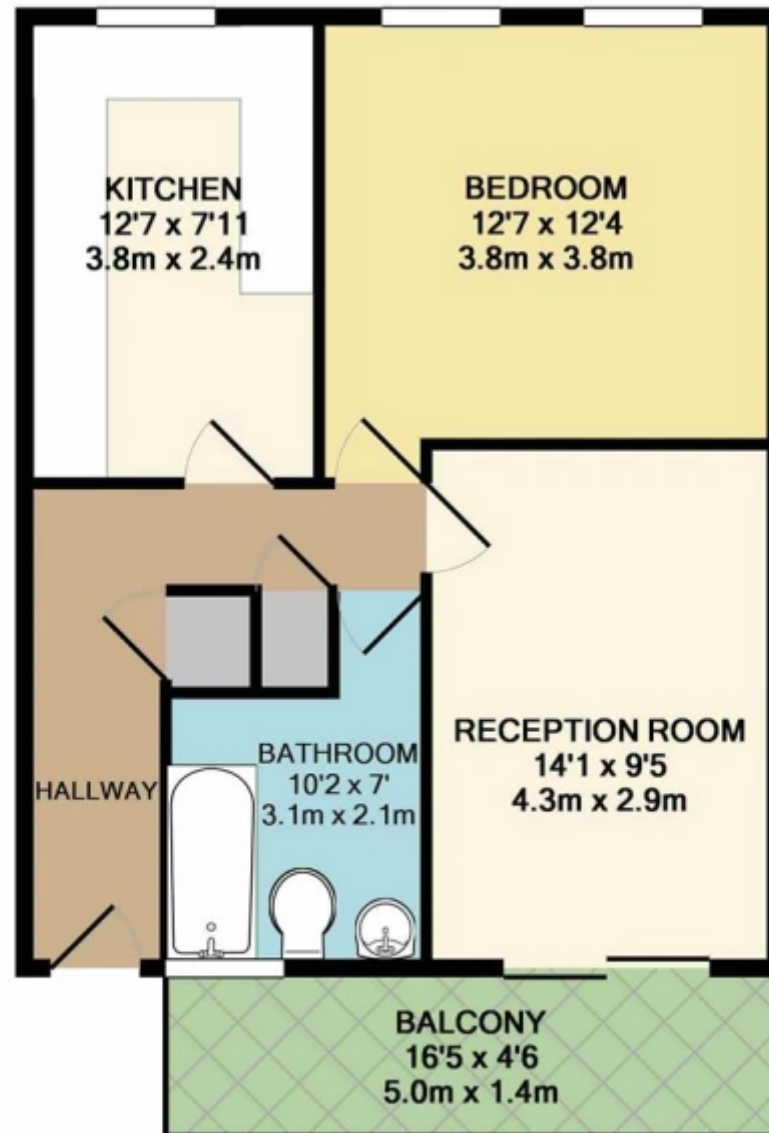 KITCHEN
12'7 x 7'11
3.8m x 2.4m
BEDROOM
12'7 x 12'4
3.8m x 3.8m
RECEPTION ROOM
14'1 x 9'5
4.3m x 2.9m
HALLWAY
BATHROOM
10'2 x 7'
3.1m x 2.1m
BALCONY
16'5 x 4'6
5.0m x 1.4m